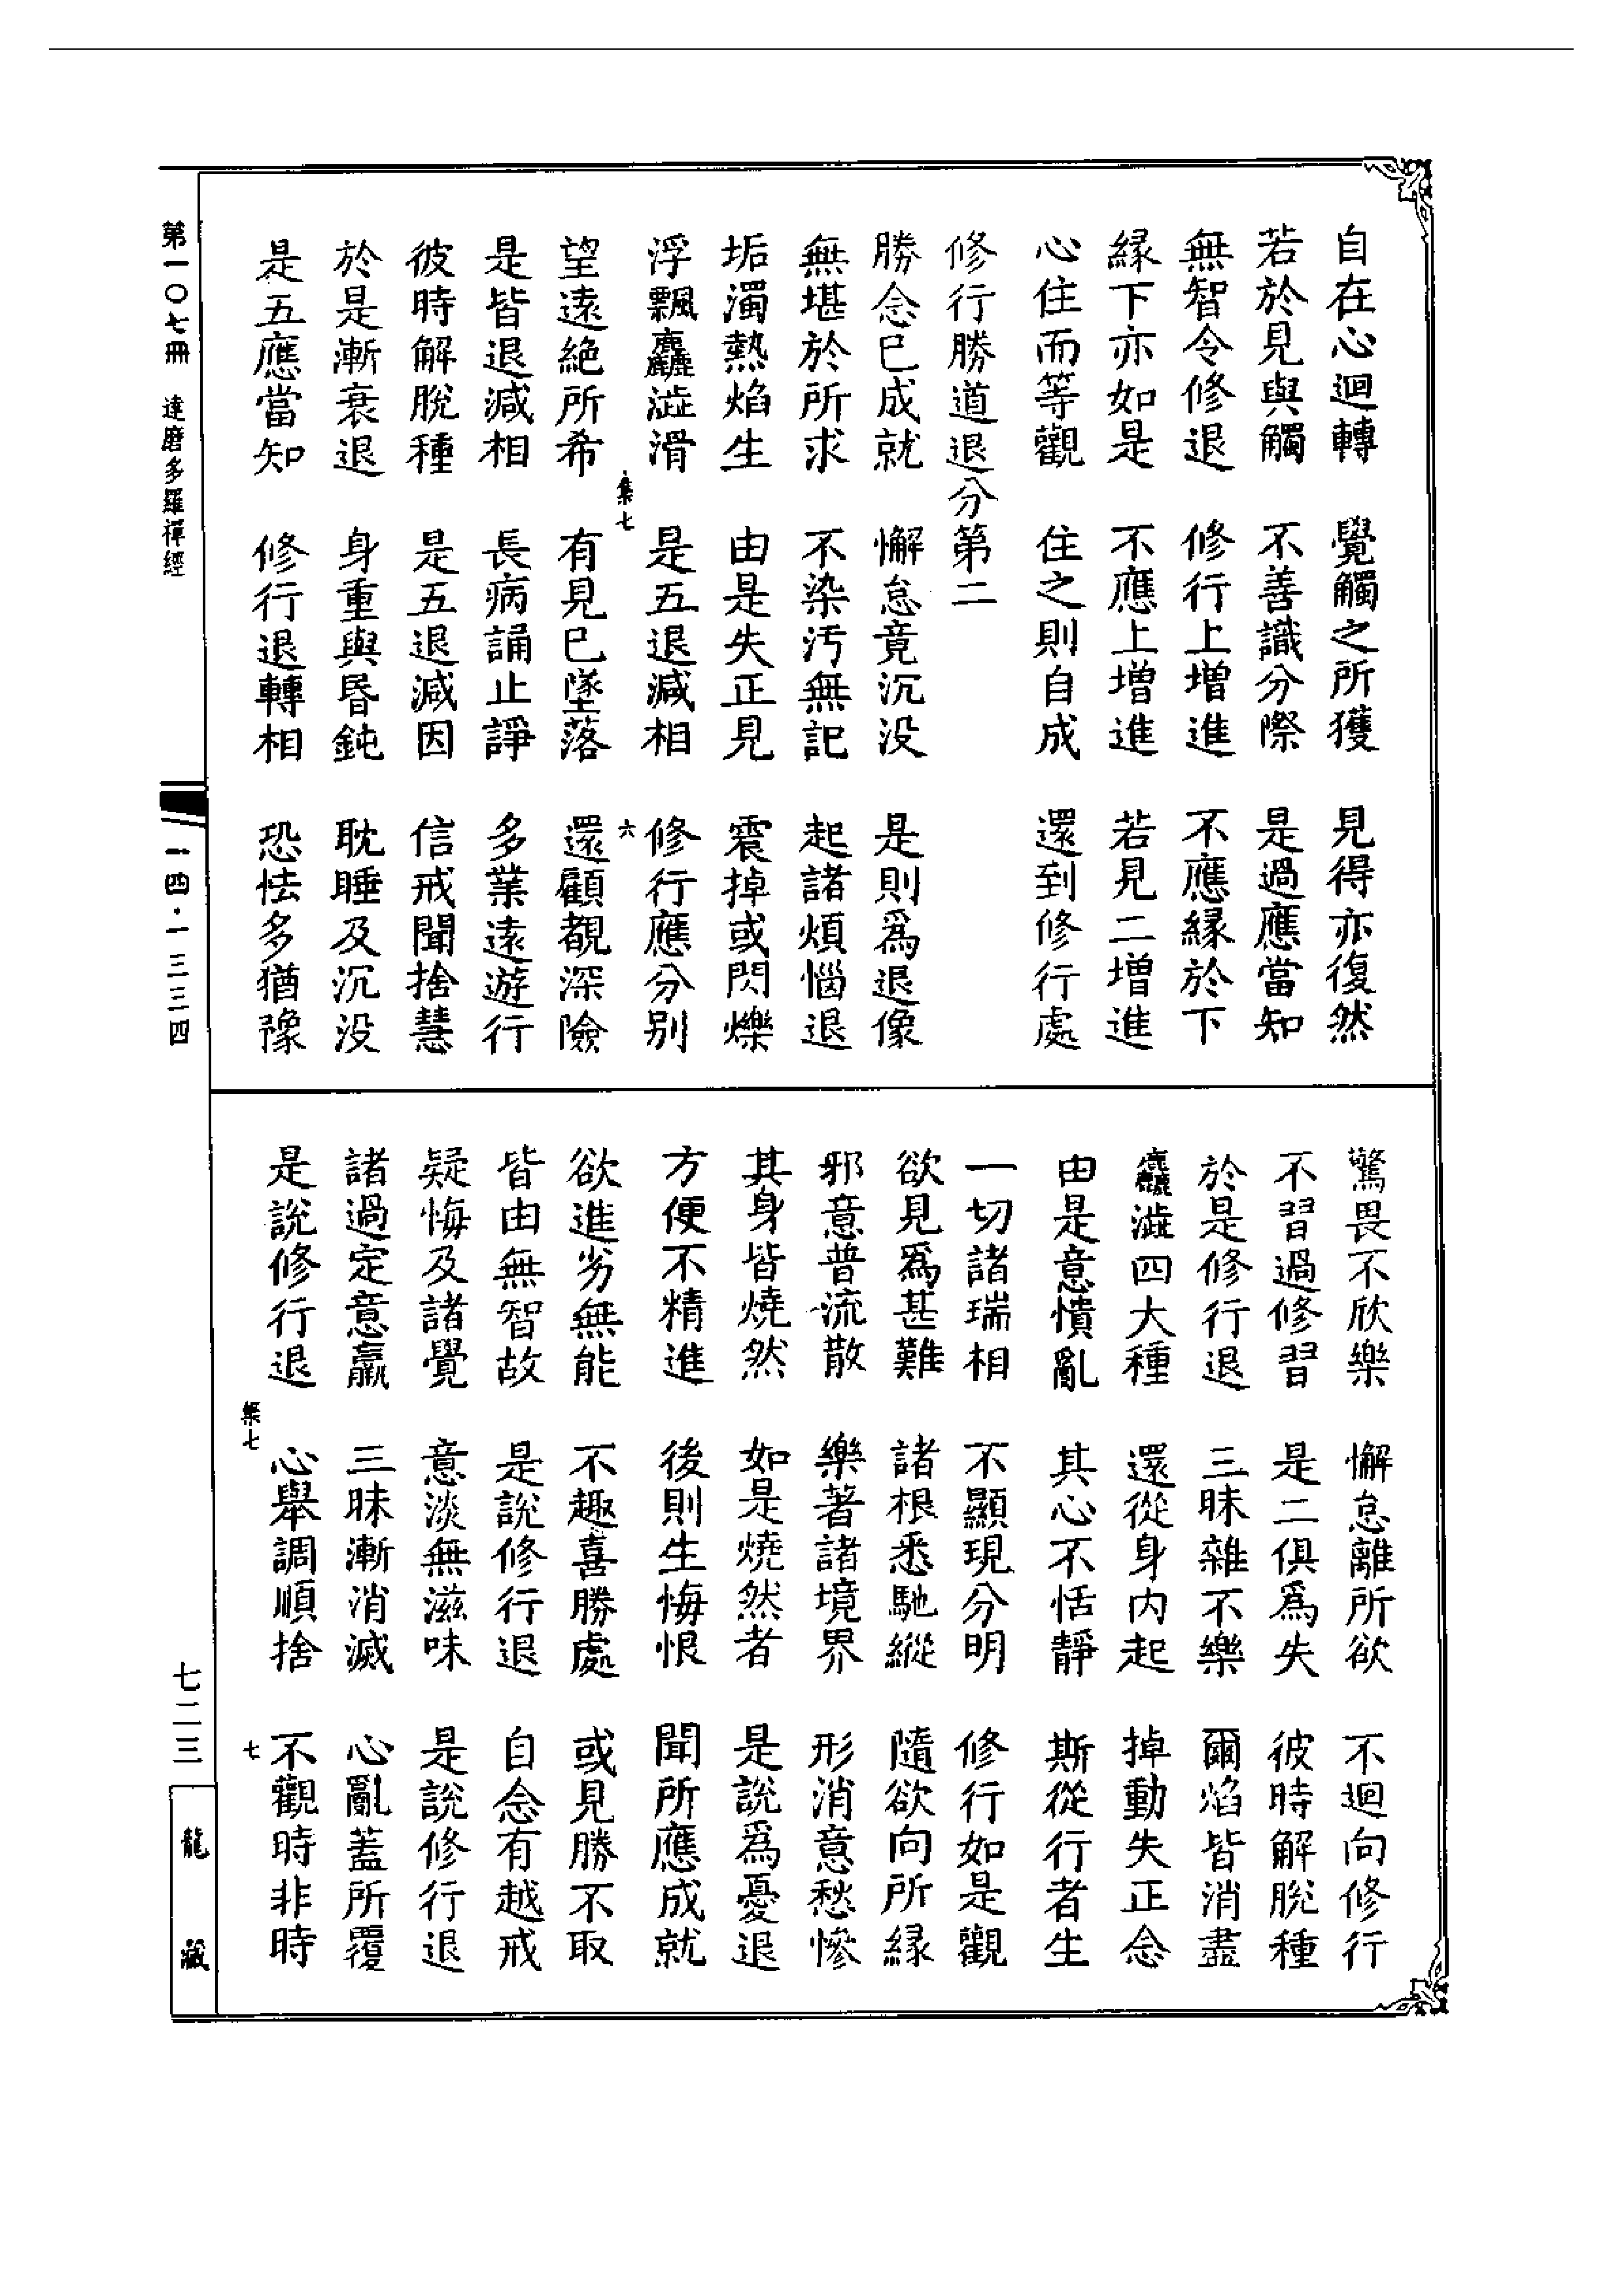 自在心迴轉　覺觸之所獲　見得亦復然
若於見與觸　不善識分際　是過應當知
無智令修退　修行上增進　不應緣於下
緣下亦如是　不應上增進　若見二增進
心住而等觀　住之則自成　還到修行處
修行勝道退分第二
勝念已成就　懈怠竟沉没　是則爲退像
無堪於所求　不染汚無記　起諸煩惱退
垢濁熱焰生　由是失正見　震掉或閃爍
浮飄麤澁滑　是五退減相　修行應分别
集七　六
望遠絶所希　有見已墜落　還顧覩深險
是皆退減相　長病誦止諍　多業遠遊行
彼時解脫種　是五退減因　信戒聞捨慧
於是漸衰退　身重與昏鈍　耽睡及沉没
是五應當知　修行退轉相　恐怯多猶豫
驚畏不欣樂　懈怠離所欲　不迴向修行
不習過修習　是二俱爲失　彼時解脫種
於是修行退　三昧雜不樂　爾焰皆消盡
麤澁四大種　還從身内起　掉動失正念
由是意憒亂　其心不恬靜　斯從行者生
一切諸瑞相　不顯現分明　修行如是觀
欲見爲甚難　諸根悉馳縱　隨欲向所緣
邪意普流散　樂著諸境界　形消意愁慘
其身皆燒然　如是燒然者　是說爲憂退
方便不精進　後則生悔恨　聞所應成就
欲進劣無能　不趣喜勝處　或見勝不取
皆由無智故　是說修行退　自念有越戒
疑悔及諸覺　意淡無滋味　是說修行退
諸過定意羸　三昧漸消滅　心亂蓋所覆
是說修行退　心舉調順捨　不觀時非時
集七　七
第一〇七冊　達磨多羅禪經
一四·一三三四
七二三
龍藏